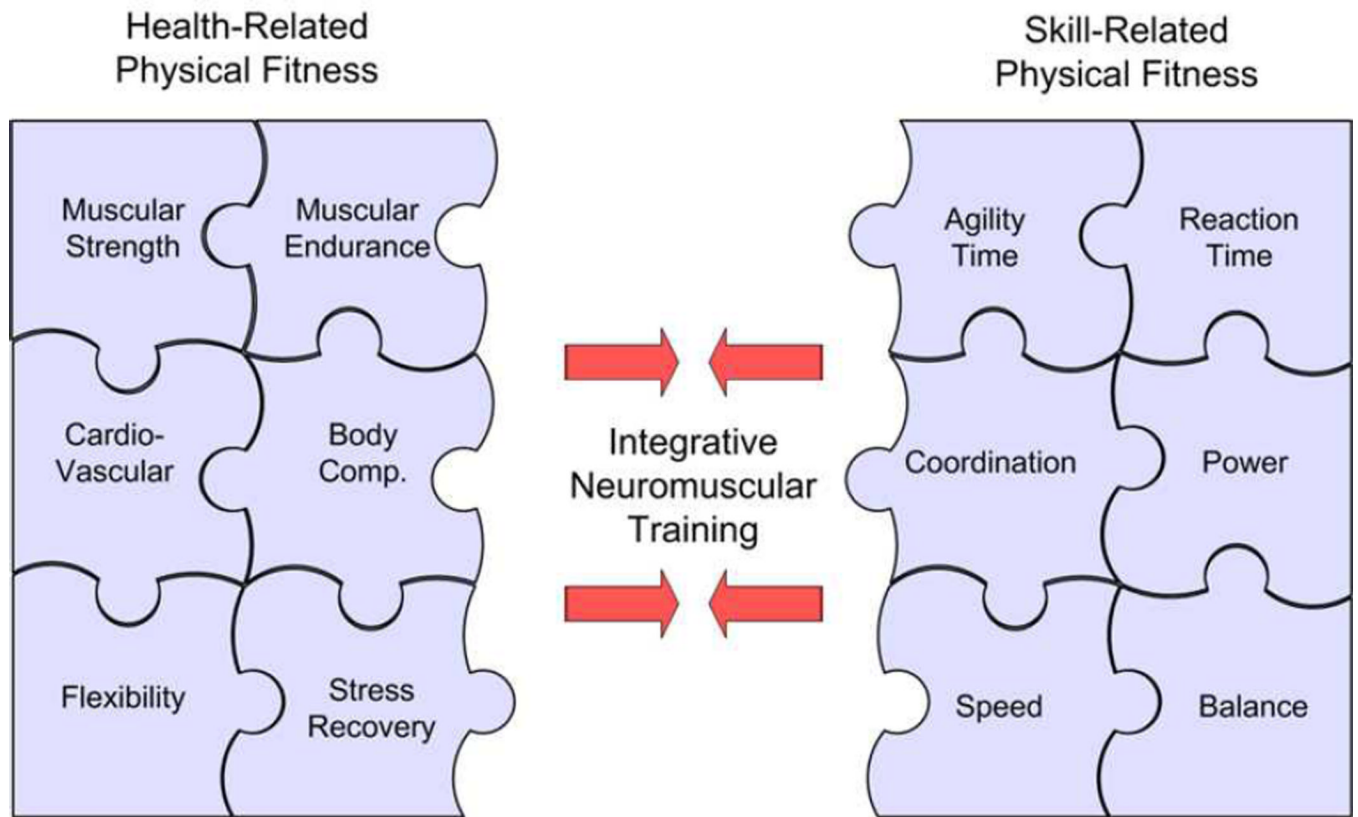 Health-Related
Physical Fitness
Skill-Related
Physical Fitness
Muscular
Strength
Muscular
Endurance
Agility
Time
Reaction
Time
Cardio-
Vascular
Body
Comp.
Integrative
Neuromuscular
Training
Coordination
Power
Flexibility
Stress
Recovery
Speed
Balance